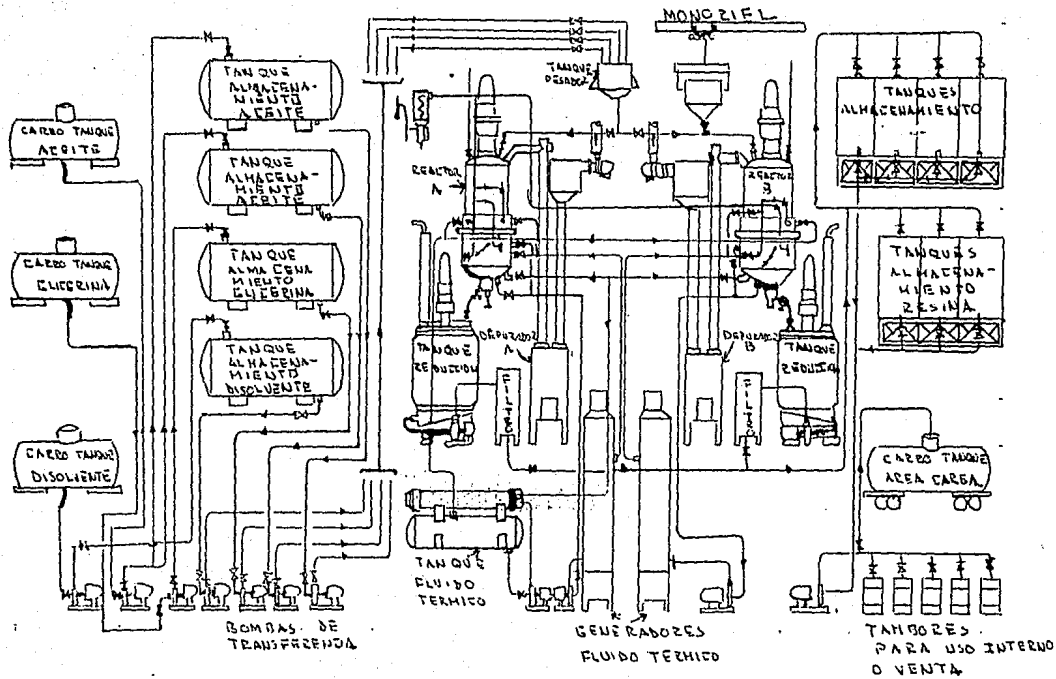 MONORIEL
TANQUE
PESADOR
TANQUE
ALMACENA-
MIENTO
ACEITE
CARRO TANQUE
ACEITE
TANQUE
ALMACENA-
MIENTO
ACEITE
REACTOR
A
REACTOR
B
TANQUES
ALMACENAMIENTO
CARRO TANQUE
GLICERINA
TANQUE
ALMACENA
MIENTO
GLICERINA
TANQUES
ALMACENA-
MIENTO
RESINA
TANQUE
ALMACENA-
MIENTO
DISOLVENTE
TANQUE
REDUCCION
DEPURADOR
A
DEPURADOR
B
TANQUE
FILTRO
FILTRO
CARRO TANQUE
DISOLVENTE
CARRO TANQUE
AREA CARGA
TANQUE
FLUIDO
TERMICO
BOMBAS DE
TRANSFERENCIA
GENERADORES
FLUIDO TERMICO
TAMBORES
PARA USO INTERNO
O VENTA